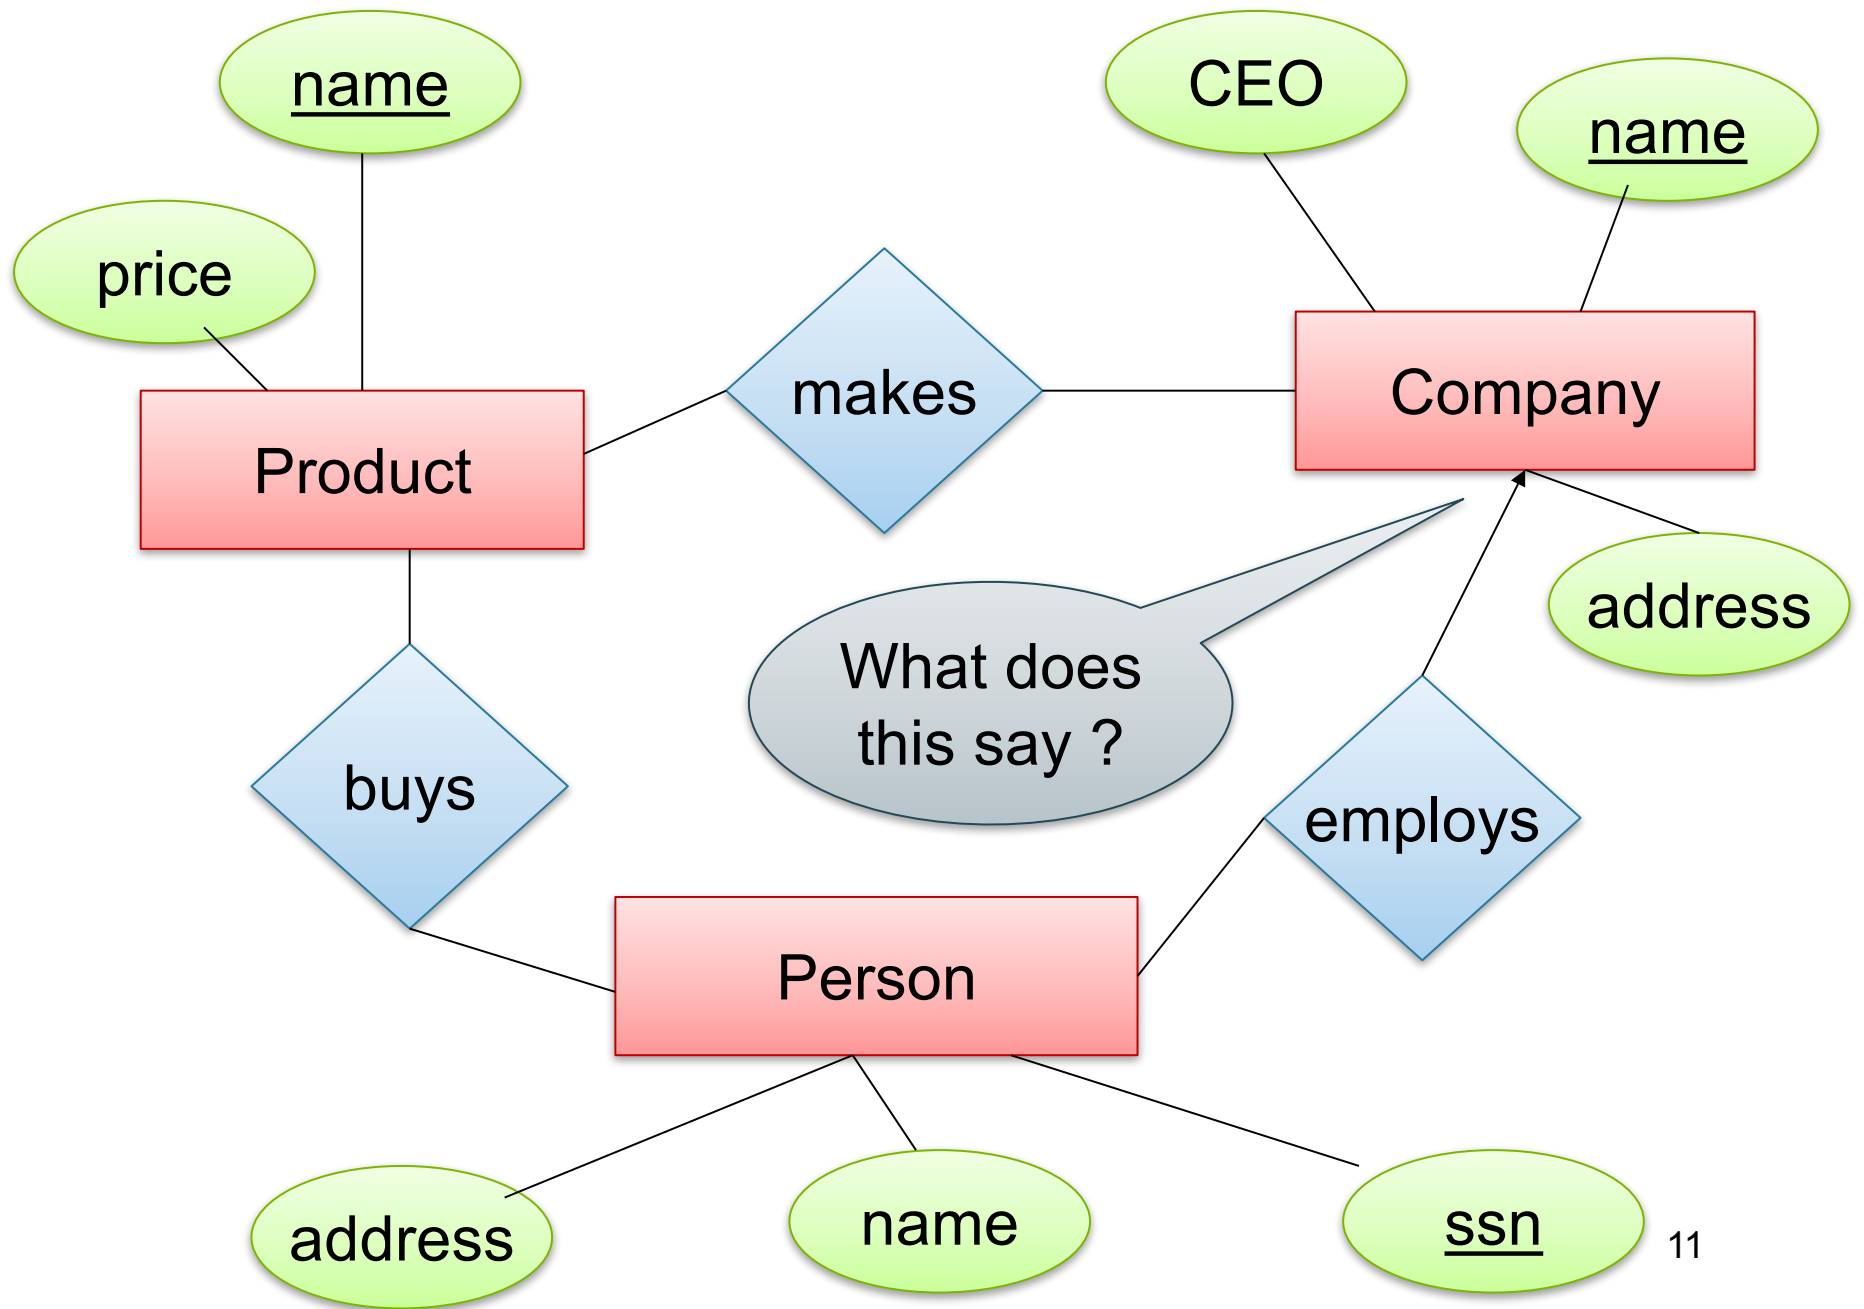 name
CEO
name
price
makes
Company
Product
address
What does
this say ?
buys
employs
Person
address
name
ssn
11